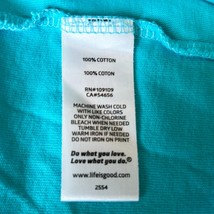 100% COTTON
100% COTTON
RN#109109
CA#54656
MACHINE WASH COLD
WITH LIKE COLORS
ONLY NON-CHLORINE
BLEACH WHEN NEEDED
TUMBLE DRY LOW
WARM IRON IF NEEDED
DO NOT IRON ON PRINT
Do what you love.
Love what you do.®
www.lifeisgood.com
2554